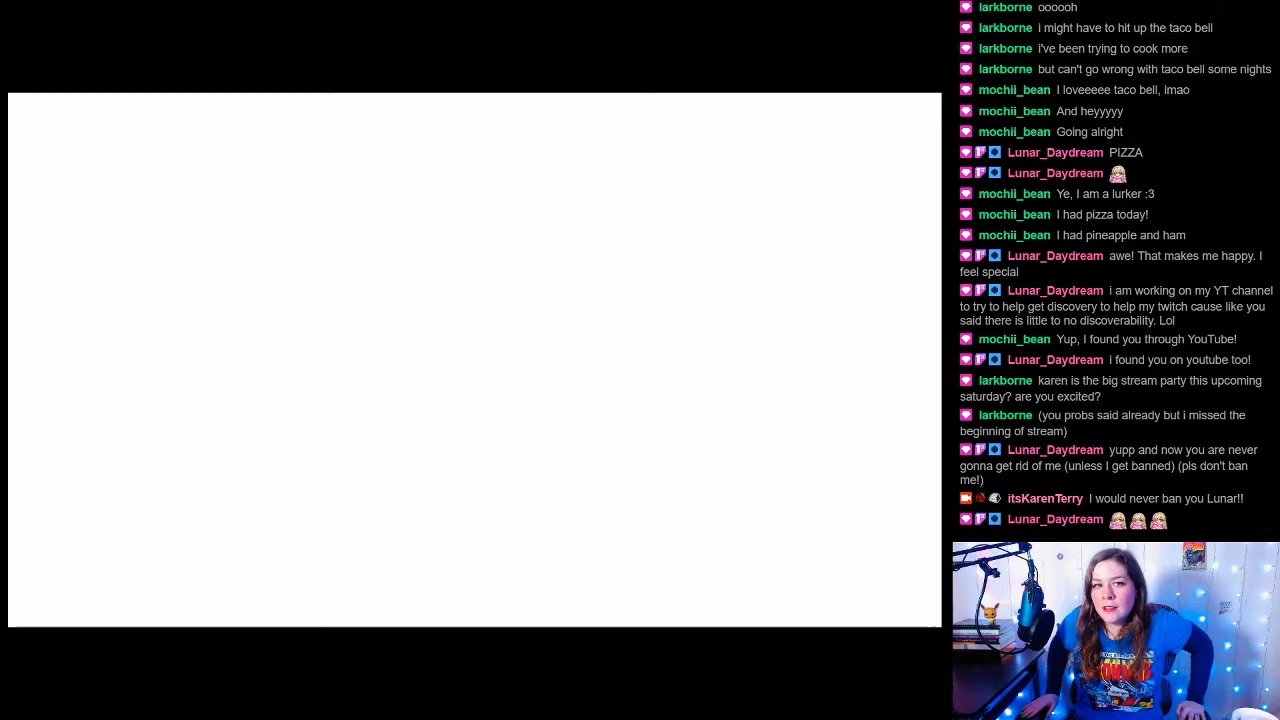 larkborne oooooh
larkborne i might have to hit up the taco bell
larkborne i've been trying to cook more
larkborne but can't go wrong with taco bell some nights
mochii_bean I loveeeee taco bell, lmao
mochii_bean And heyyyyy
mochii_bean Going alright
Lunar_Daydream PIZZA
Lunar_Daydream
mochii_bean Ye, I am a lurker :3
mochii_bean I had pizza today!
mochii_bean I had pineapple and ham
Lunar_Daydream awe! That makes me happy. I
feel special
Lunar_Daydream i am working on my YT channel
to try to help get discovery to help my twitch cause like you
said there is little to no discoverability. Lol
mochii_bean Yup, I found you through YouTube!
Lunar_Daydream i found you on youtube too!
larkborne karen is the big stream party this upcoming
saturday? are you excited?
larkborne (you probs said already but i missed the
beginning of stream)
Lunar_Daydream yupp and now you are never
gonna get rid of me (unless I get banned) (pls don't ban
me!)
itsKarenTerry I would never ban you Lunar!!
Lunar_Daydream